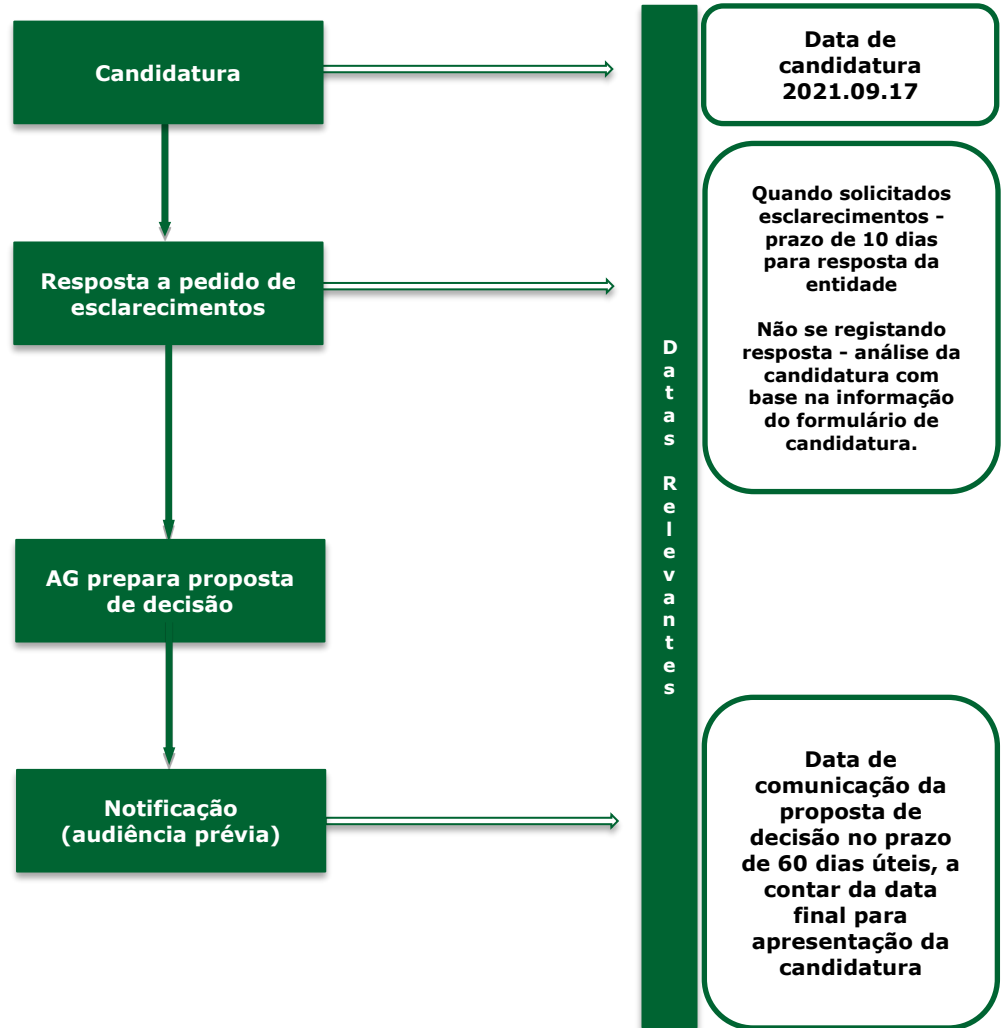 Candidatura
Data de
candidatura
2021.09.17
Resposta a pedido de
esclarecimentos
Quando solicitados
esclarecimentos -
prazo de 10 dias
para resposta da
entidade
Não se registando
resposta - análise da
candidatura com
base na informação
do formulário de
candidatura.
Datas Relevantes
AG prepara proposta
de decisão
Notificação
(audiência prévia)
Data de
comunicação da
proposta de
decisão no prazo
de 60 dias úteis, a
contar da data
final para
apresentação da
candidatura